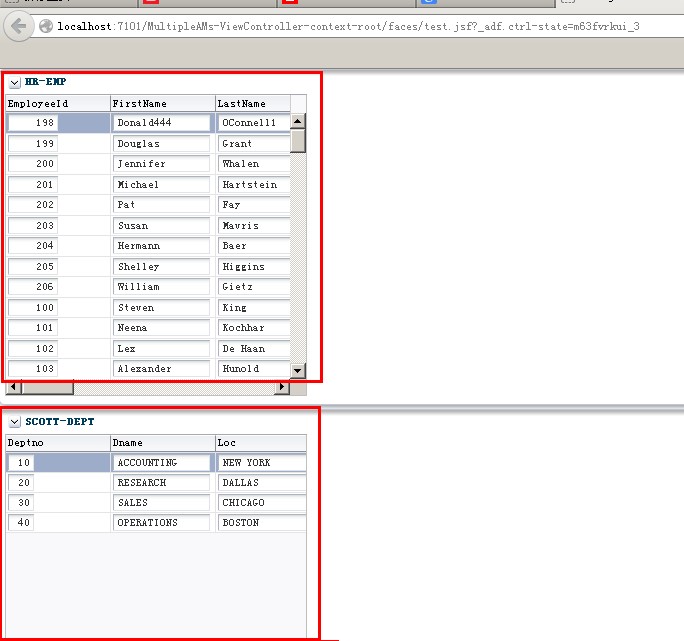 localhost:7101/MultipleAMs-ViewController-context-root/faces/test.jsf?_adf.ctrl-state=m63fvrkui_3
HR-EMP
EmployeeId FirstName LastName
198 Donald444 OConnell1
199 Douglas Grant
200 Jennifer Whalen
201 Michael Hartstein
202 Pat Fay
203 Susan Mavris
204 Hermann Baer
205 Shelley Higgins
206 William Gietz
100 Steven King
101 Neena Kochhar
102 Lex De Haan
103 Alexander Hunold
SCOTT-DEPT
Deptno Dname Loc
10 ACCOUNTING NEW YORK
20 RESEARCH DALLAS
30 SALES CHICAGO
40 OPERATIONS BOSTON